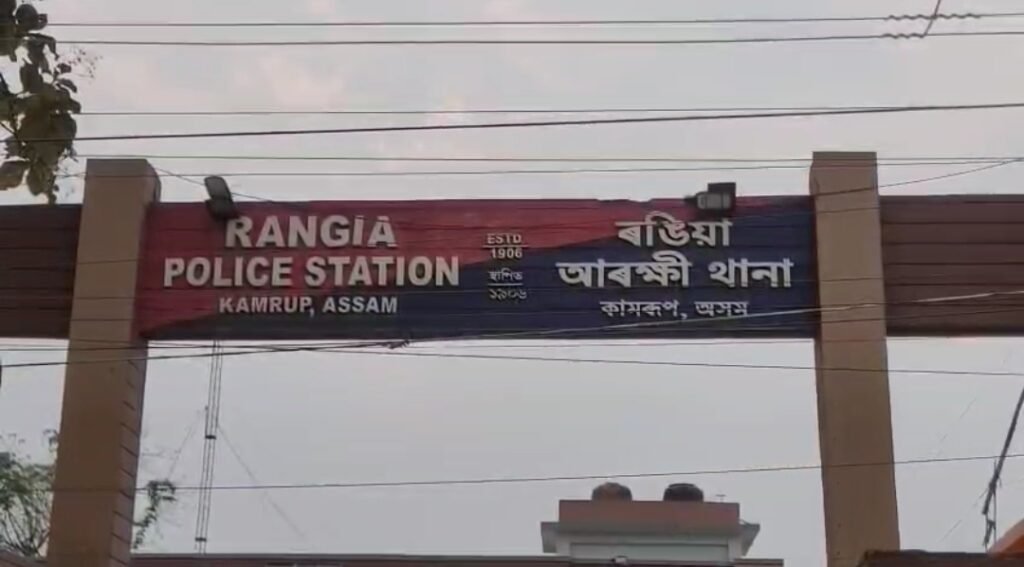 RANGIA
POLICE STATION
KAMRUP, ASSAM
ESTD
1906
স্থাপিত
১৯০৬
ৰঙিয়া
আৰক্ষী থানা
কামৰূপ, অসম